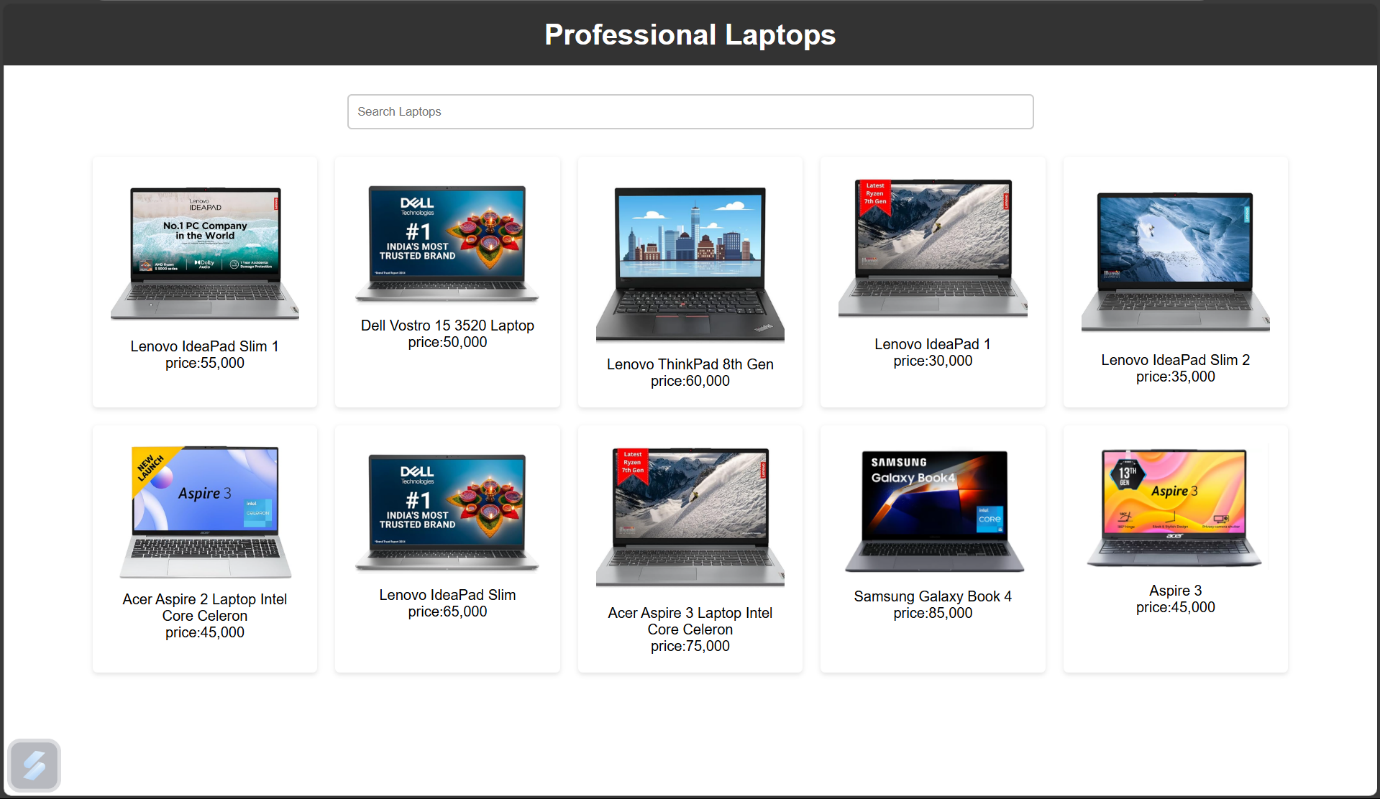 Professional Laptops
Search Laptops
Lenovo
IDEAPAD
No.1 PC Company
in the World
Lenovo IdeaPad Slim 1
price:55,000
DELL
Technologies
#1
INDIA'S MOST
TRUSTED BRAND
Dell Vostro 15 3520 Laptop
price:50,000
ThinkPad
Lenovo ThinkPad 8th Gen
price:60,000
Latest
Ryzen
7th Gen
Lenovo IdeaPad 1
price:30,000
Lenovo IdeaPad Slim 2
price:35,000
NEW
LAUNCH
Aspire 3
intel
CELERON
Acer Aspire 2 Laptop Intel
Core Celeron
price:45,000
DELL
Technologies
#1
INDIA'S MOST
TRUSTED BRAND
Lenovo IdeaPad Slim
price:65,000
Latest
Ryzen
7th Gen
Acer Aspire 3 Laptop Intel
Core Celeron
price:75,000
SAMSUNG
Galaxy Book4
intel
CORE
Samsung Galaxy Book 4
price:85,000
13TH
GEN
Aspire 3
acer
Aspire 3
price:45,000